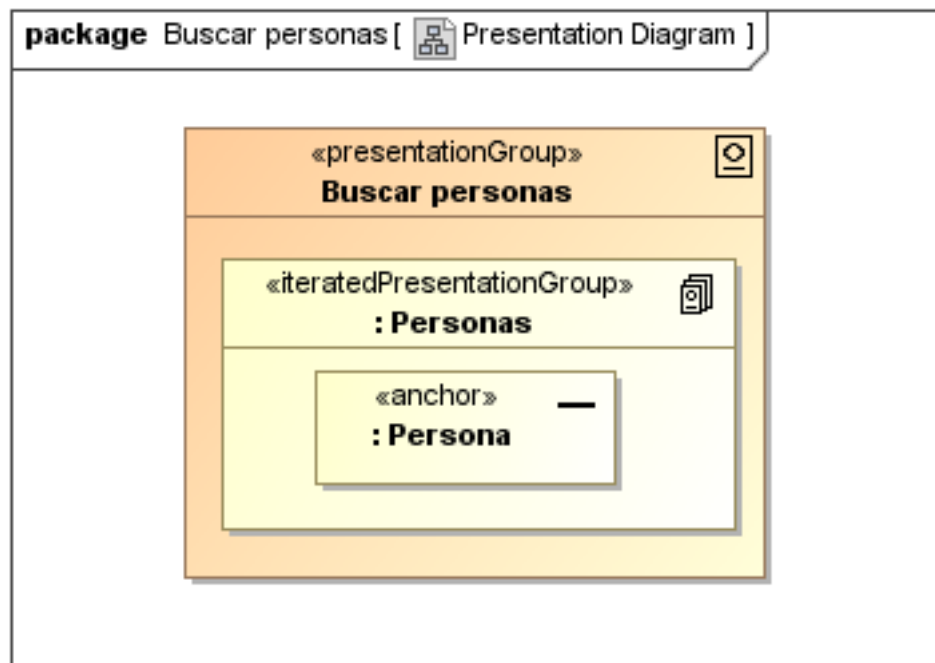 package Buscar personas [ Presentation Diagram ]
«presentationGroup»
Buscar personas
«iteratedPresentationGroup»
: Personas
«anchor»
: Persona